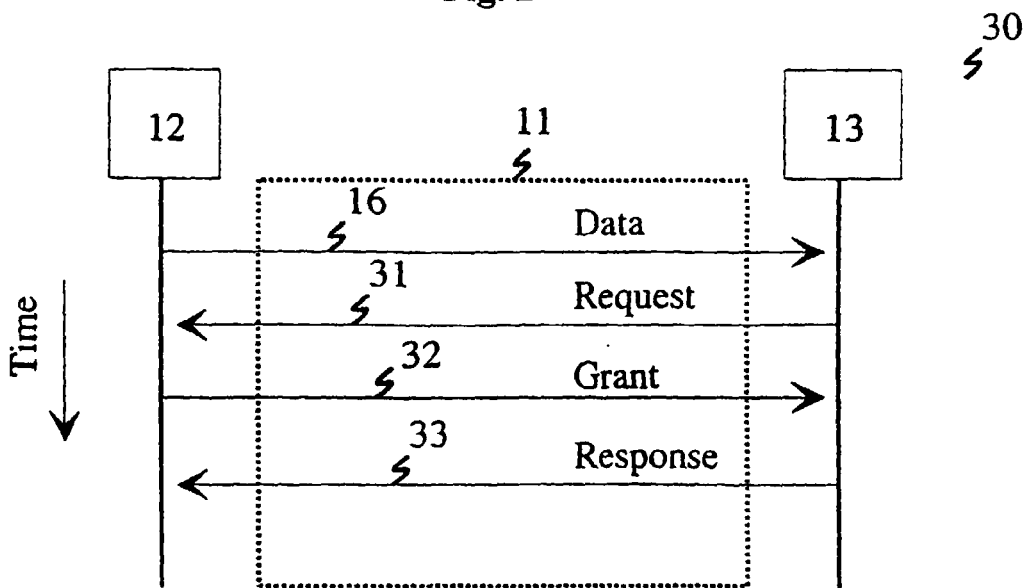 30
12
11
13
16
Data
31
Request
32
Grant
33
Response
Time